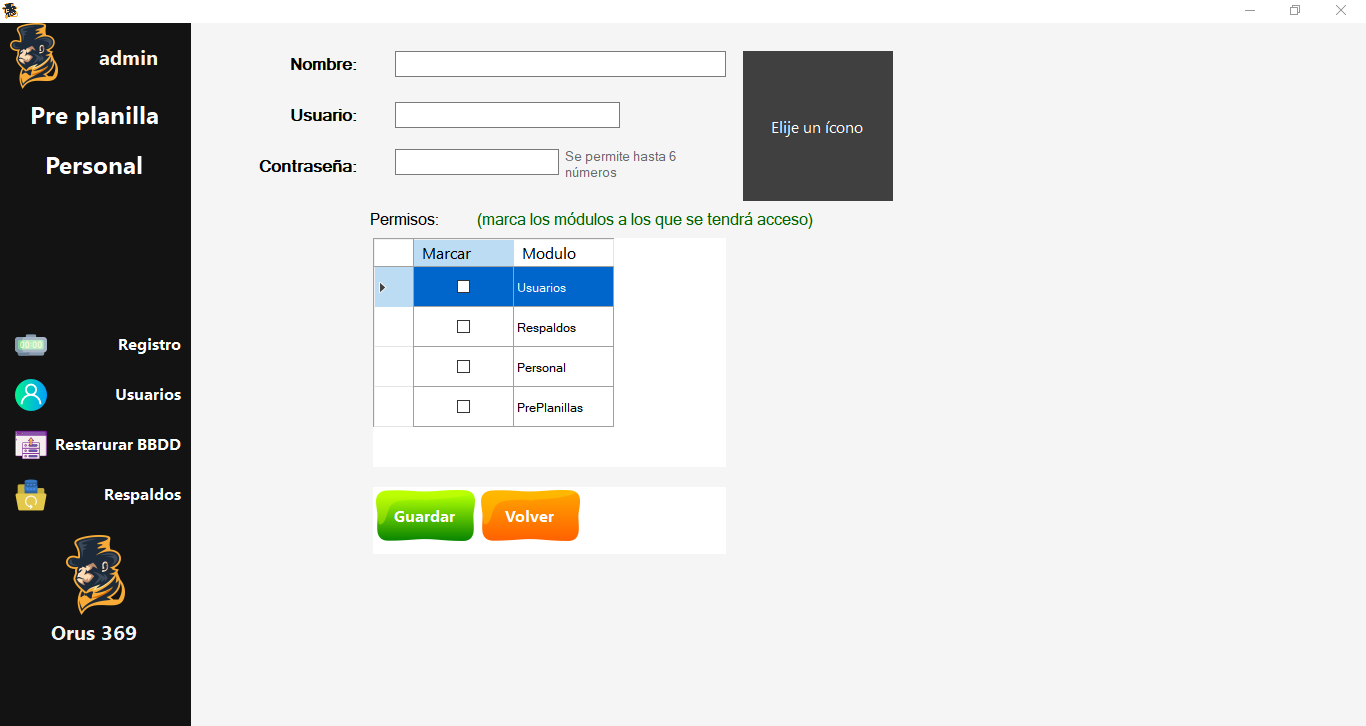 admin
Pre planilla
Personal
00:00
Registro
Usuarios
Restarurar BBDD
Respaldos
Orus 369
Nombre:
Usuario:
Contraseña:
Se permite hasta 6
números
Elije un ícono
Permisos:
(marca los módulos a los que se tendrá acceso)
Marcar Modulo
Usuarios
Respaldos
Personal
PrePlanillas
Guardar Volver